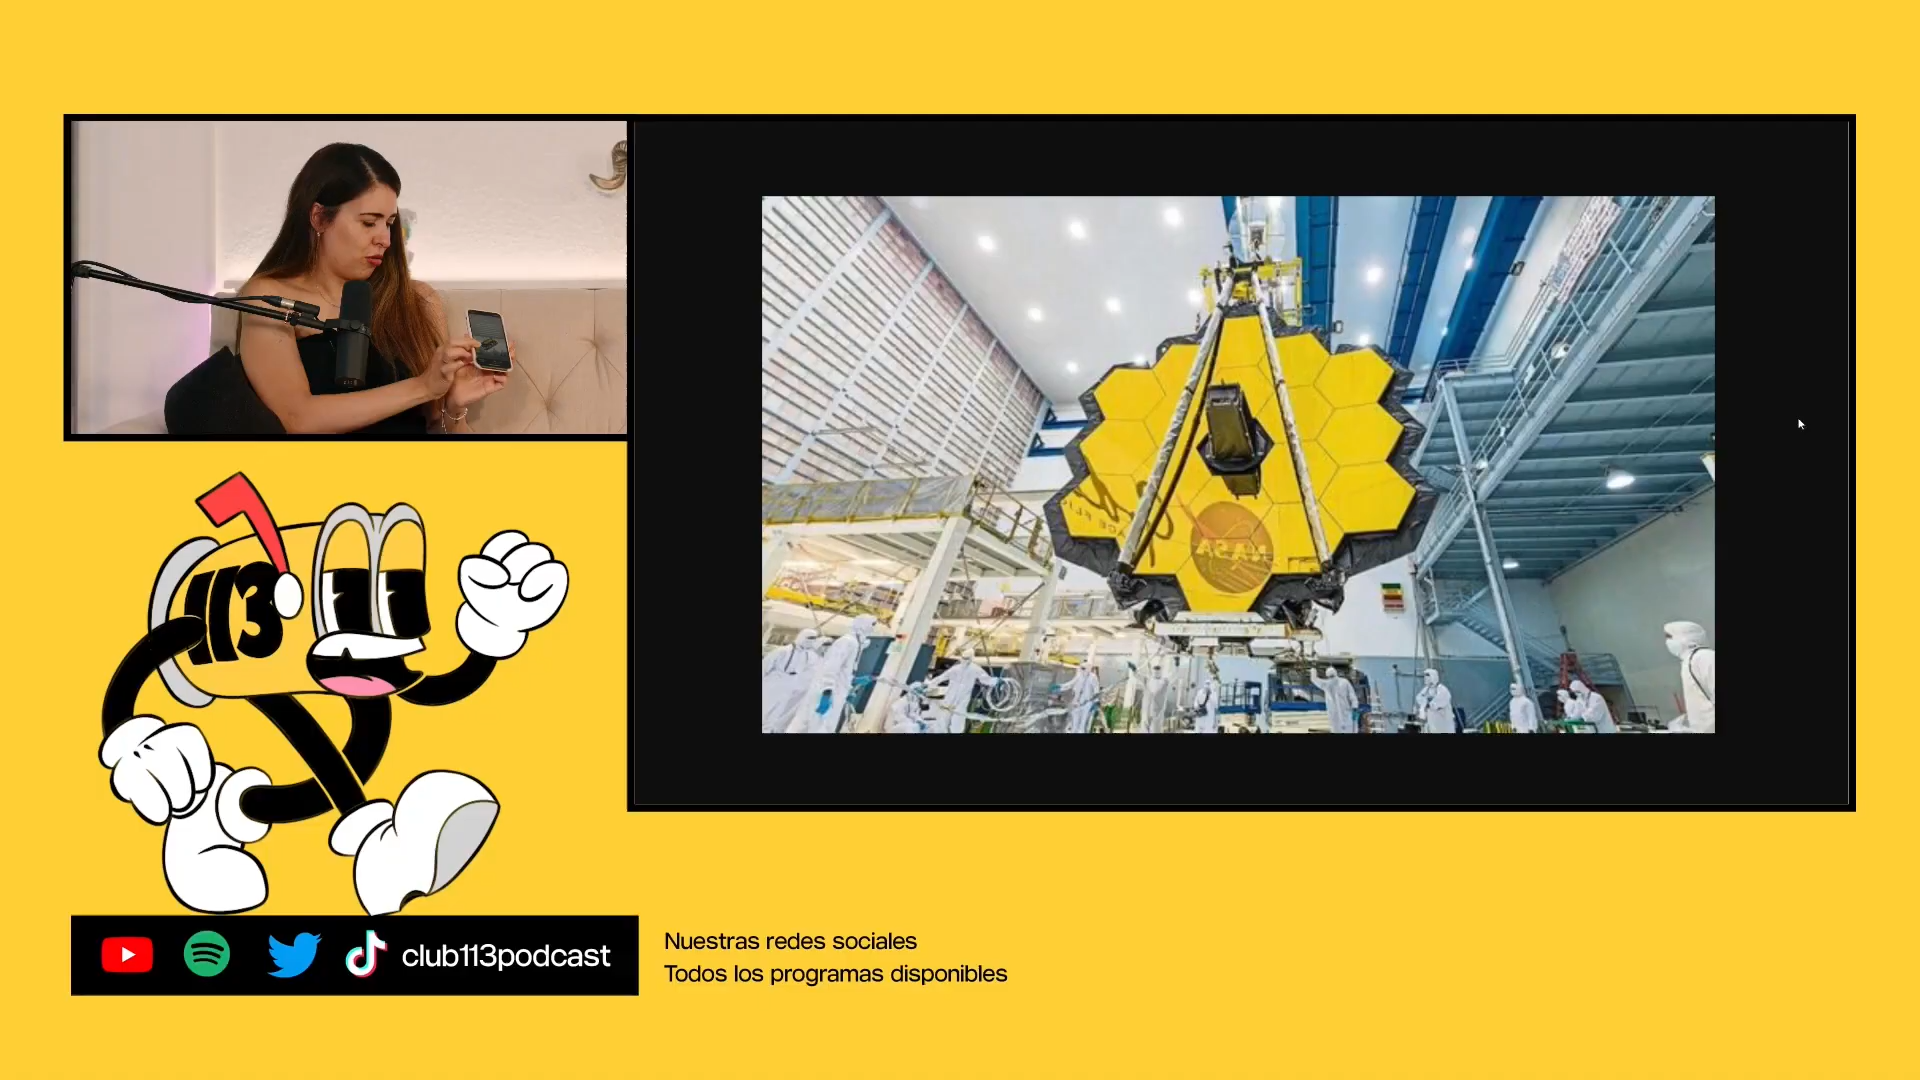 113
NASA
club113podcast
Nuestras redes sociales
Todos los programas disponibles